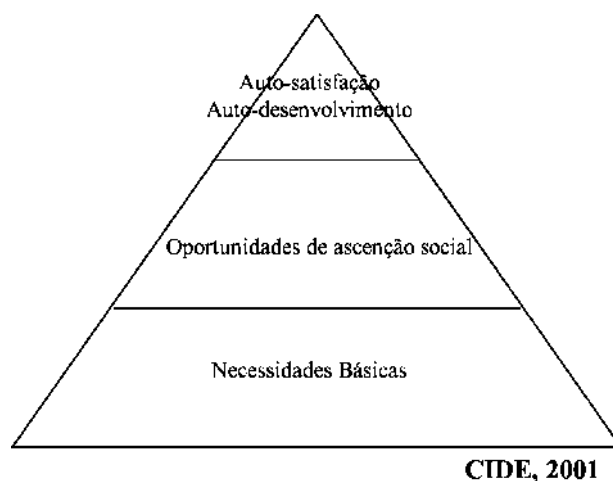 Auto-satisfação
Auto-desenvolvimento
Oportunidades de ascenção social
Necessidades Básicas
CIDE, 2001